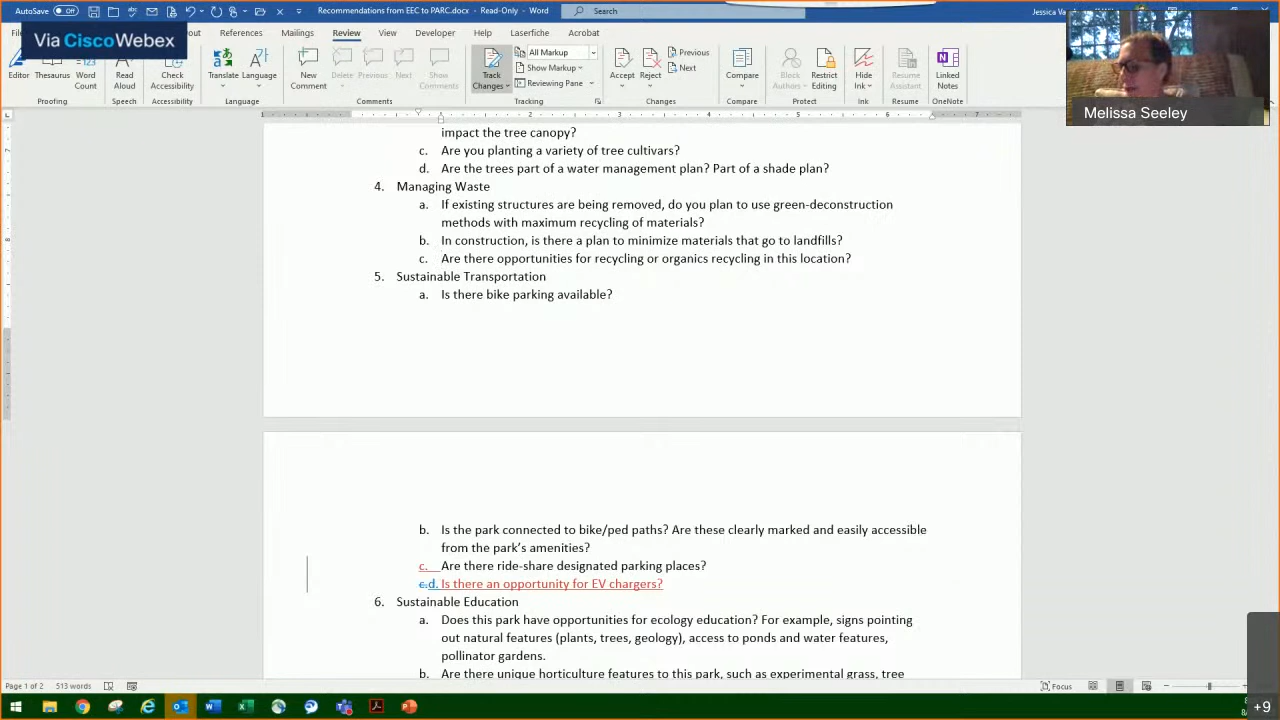 AutoSave Off Recommendations from EEC to PARC.docx - Read-Only - Word Search Jessica Va
Via CiscoWebex
References Mailings Review View Developer Help Laserfiche Acrobat
Editor Thesaurus Word Count
Proofing
Read Aloud
Speech
Check Accessibility
Accessibility
Translate Language
Language
New Comment Delete Previous Next Show Comments
Comments
Track Changes
All Markup
Show Markup
Reviewing Pane
Tracking
Accept Reject Previous
Next
Changes
Compare
Compare
Block Authors Restrict Editing
Protect
Hide Ink
Ink
Resume Assistant
Resume
Linked Notes
OneNote
Melissa Seeley
impact the tree canopy?
c. Are you planting a variety of tree cultivars?
d. Are the trees part of a water management plan? Part of a shade plan?
4. Managing Waste
a. If existing structures are being removed, do you plan to use green-deconstruction
methods with maximum recycling of materials?
b. In construction, is there a plan to minimize materials that go to landfills?
c. Are there opportunities for recycling or organics recycling in this location?
5. Sustainable Transportation
a. Is there bike parking available?
b. Is the park connected to bike/ped paths? Are these clearly marked and easily accessible
from the park's amenities?
c. Are there ride-share designated parking places?
c.d. Is there an opportunity for EV chargers?
6. Sustainable Education
a. Does this park have opportunities for ecology education? For example, signs pointing
out natural features (plants, trees, geology), access to ponds and water features,
pollinator gardens.
b. Are there unique horticulture features to this park, such as experimental grass, tree
Page 1 of 2 513 words Focus
+9